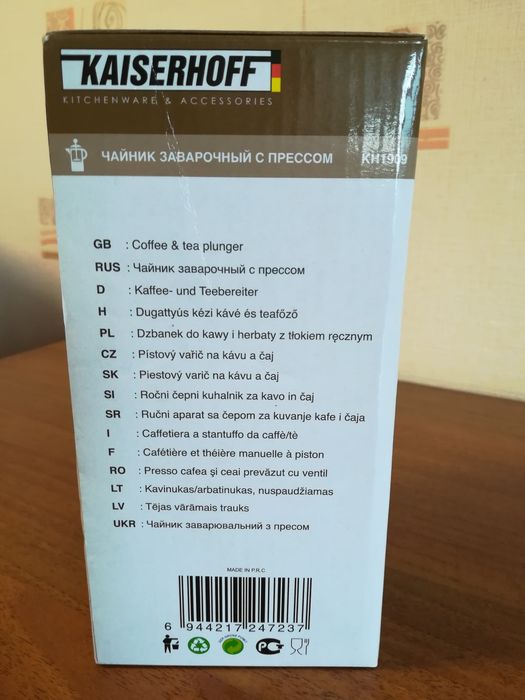 KAISERHOFF
KITCHENWARE & ACCESSORIES
ЧАЙНИК ЗАВАРОЧНЫЙ С ПРЕССОМ KH1909
GB : Coffee & tea plunger
RUS : Чайник заварочный с прессом
D : Kaffee- und Teebereiter
H : Dugattyús kézi kávé és teafőző
PL : Dzbanek do kawy i herbaty z tłokiem ręcznym
CZ : Pístový vařič na kávu a čaj
SK : Piestový varič na kávu a čaj
SI : Ročni čepni kuhalnik za kavo in čaj
SR : Ručni aparat sa čepom za kuvanje kafe i čaja
I : Caffetiera a stantuffo da caffè/tè
F : Cafétière et théière manuelle à piston
RO : Presso cafea şi ceai prevăzut cu ventil
LT : Kavinukas/arbatinukas, nuspaudžiamas
LV : Tējas vārāmais trauks
UKR : Чайник заварювальний з пресом
MADE IN P.R.C
6 944217 247237